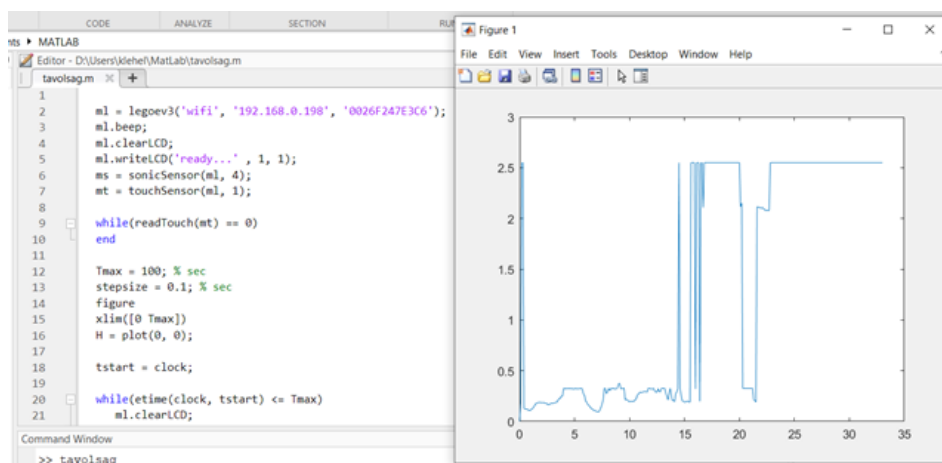 CODE ANALYZE SECTION
nts ▸ MATLAB
Editor - D:\Users\klehel\MatLab\tavolsag.m
tavolsag.m
1
2 ml = legoev3('wifi', '192.168.0.198', '0026F247E3C6');
3 ml.beep;
4 ml.clearLCD;
5 ml.writeLCD('ready...' , 1, 1);
6 ms = sonicSensor(ml, 4);
7 mt = touchSensor(ml, 1);
8
9 while(readTouch(mt) == 0)
10 end
11
12 Tmax = 100; % sec
13 stepsize = 0.1; % sec
14 figure
15 xlim([0 Tmax])
16 H = plot(0, 0);
17
18 tstart = clock;
19
20 while(etime(clock, tstart) <= Tmax)
21 ml.clearLCD;
Command Window
>> tavolsag
Figure 1
File Edit View Insert Tools Desktop Window Help
3
2.5
2
1.5
1
0.5
0
0 5 10 15 20 25 30 35